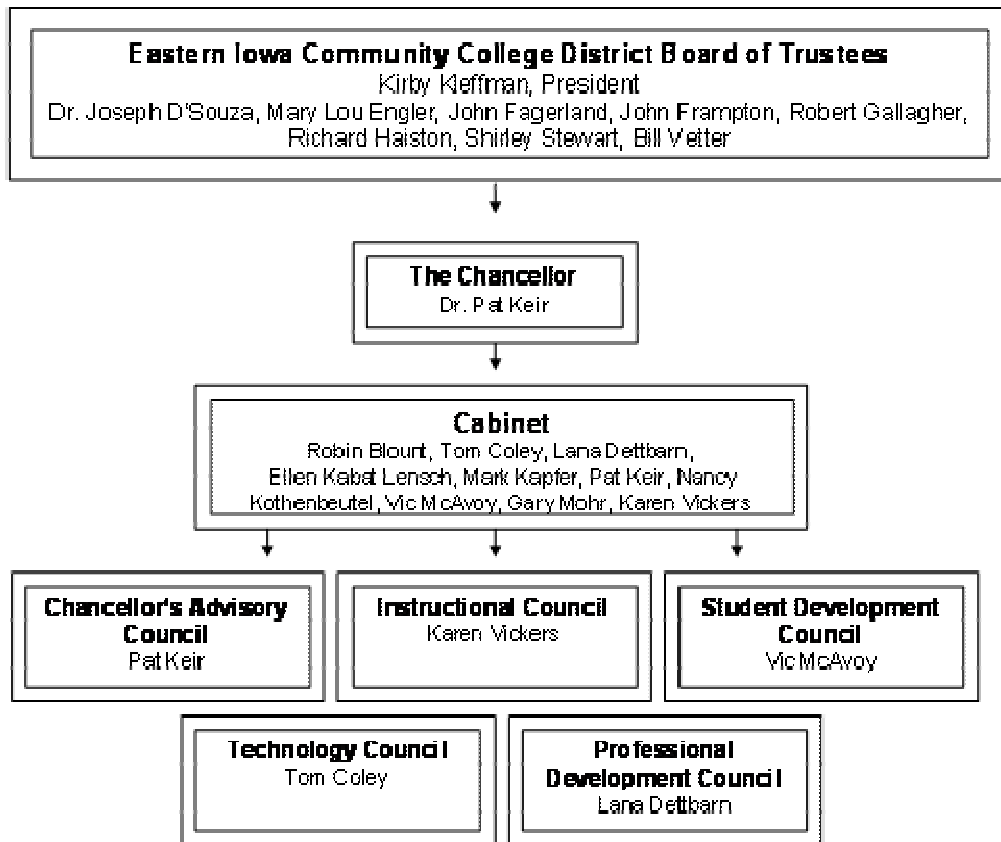 Eastern Iowa Community College District Board of Trustees
Kirby Kleffman, President
Dr. Joseph D'Souza, Mary Lou Engler, John Fagerland, John Frampton, Robert Gallagher,
Richard Haiston, Shirley Stewart, Bill Vetter
The Chancellor
Dr. Pat Keir
Cabinet
Robin Blount, Tom Coley, Lana Dettbarn,
Ellen Kabat Lensch, Mark Kapfer, Pat Keir, Nancy
Kothenbeutel, Vic McAvoy, Gary Mohr, Karen Vickers
Chancellor's Advisory
Council
Pat Keir
Instructional Council
Karen Vickers
Student Development
Council
Vic McAvoy
Technology Council
Tom Coley
Professional
Development Council
Lana Dettbarn